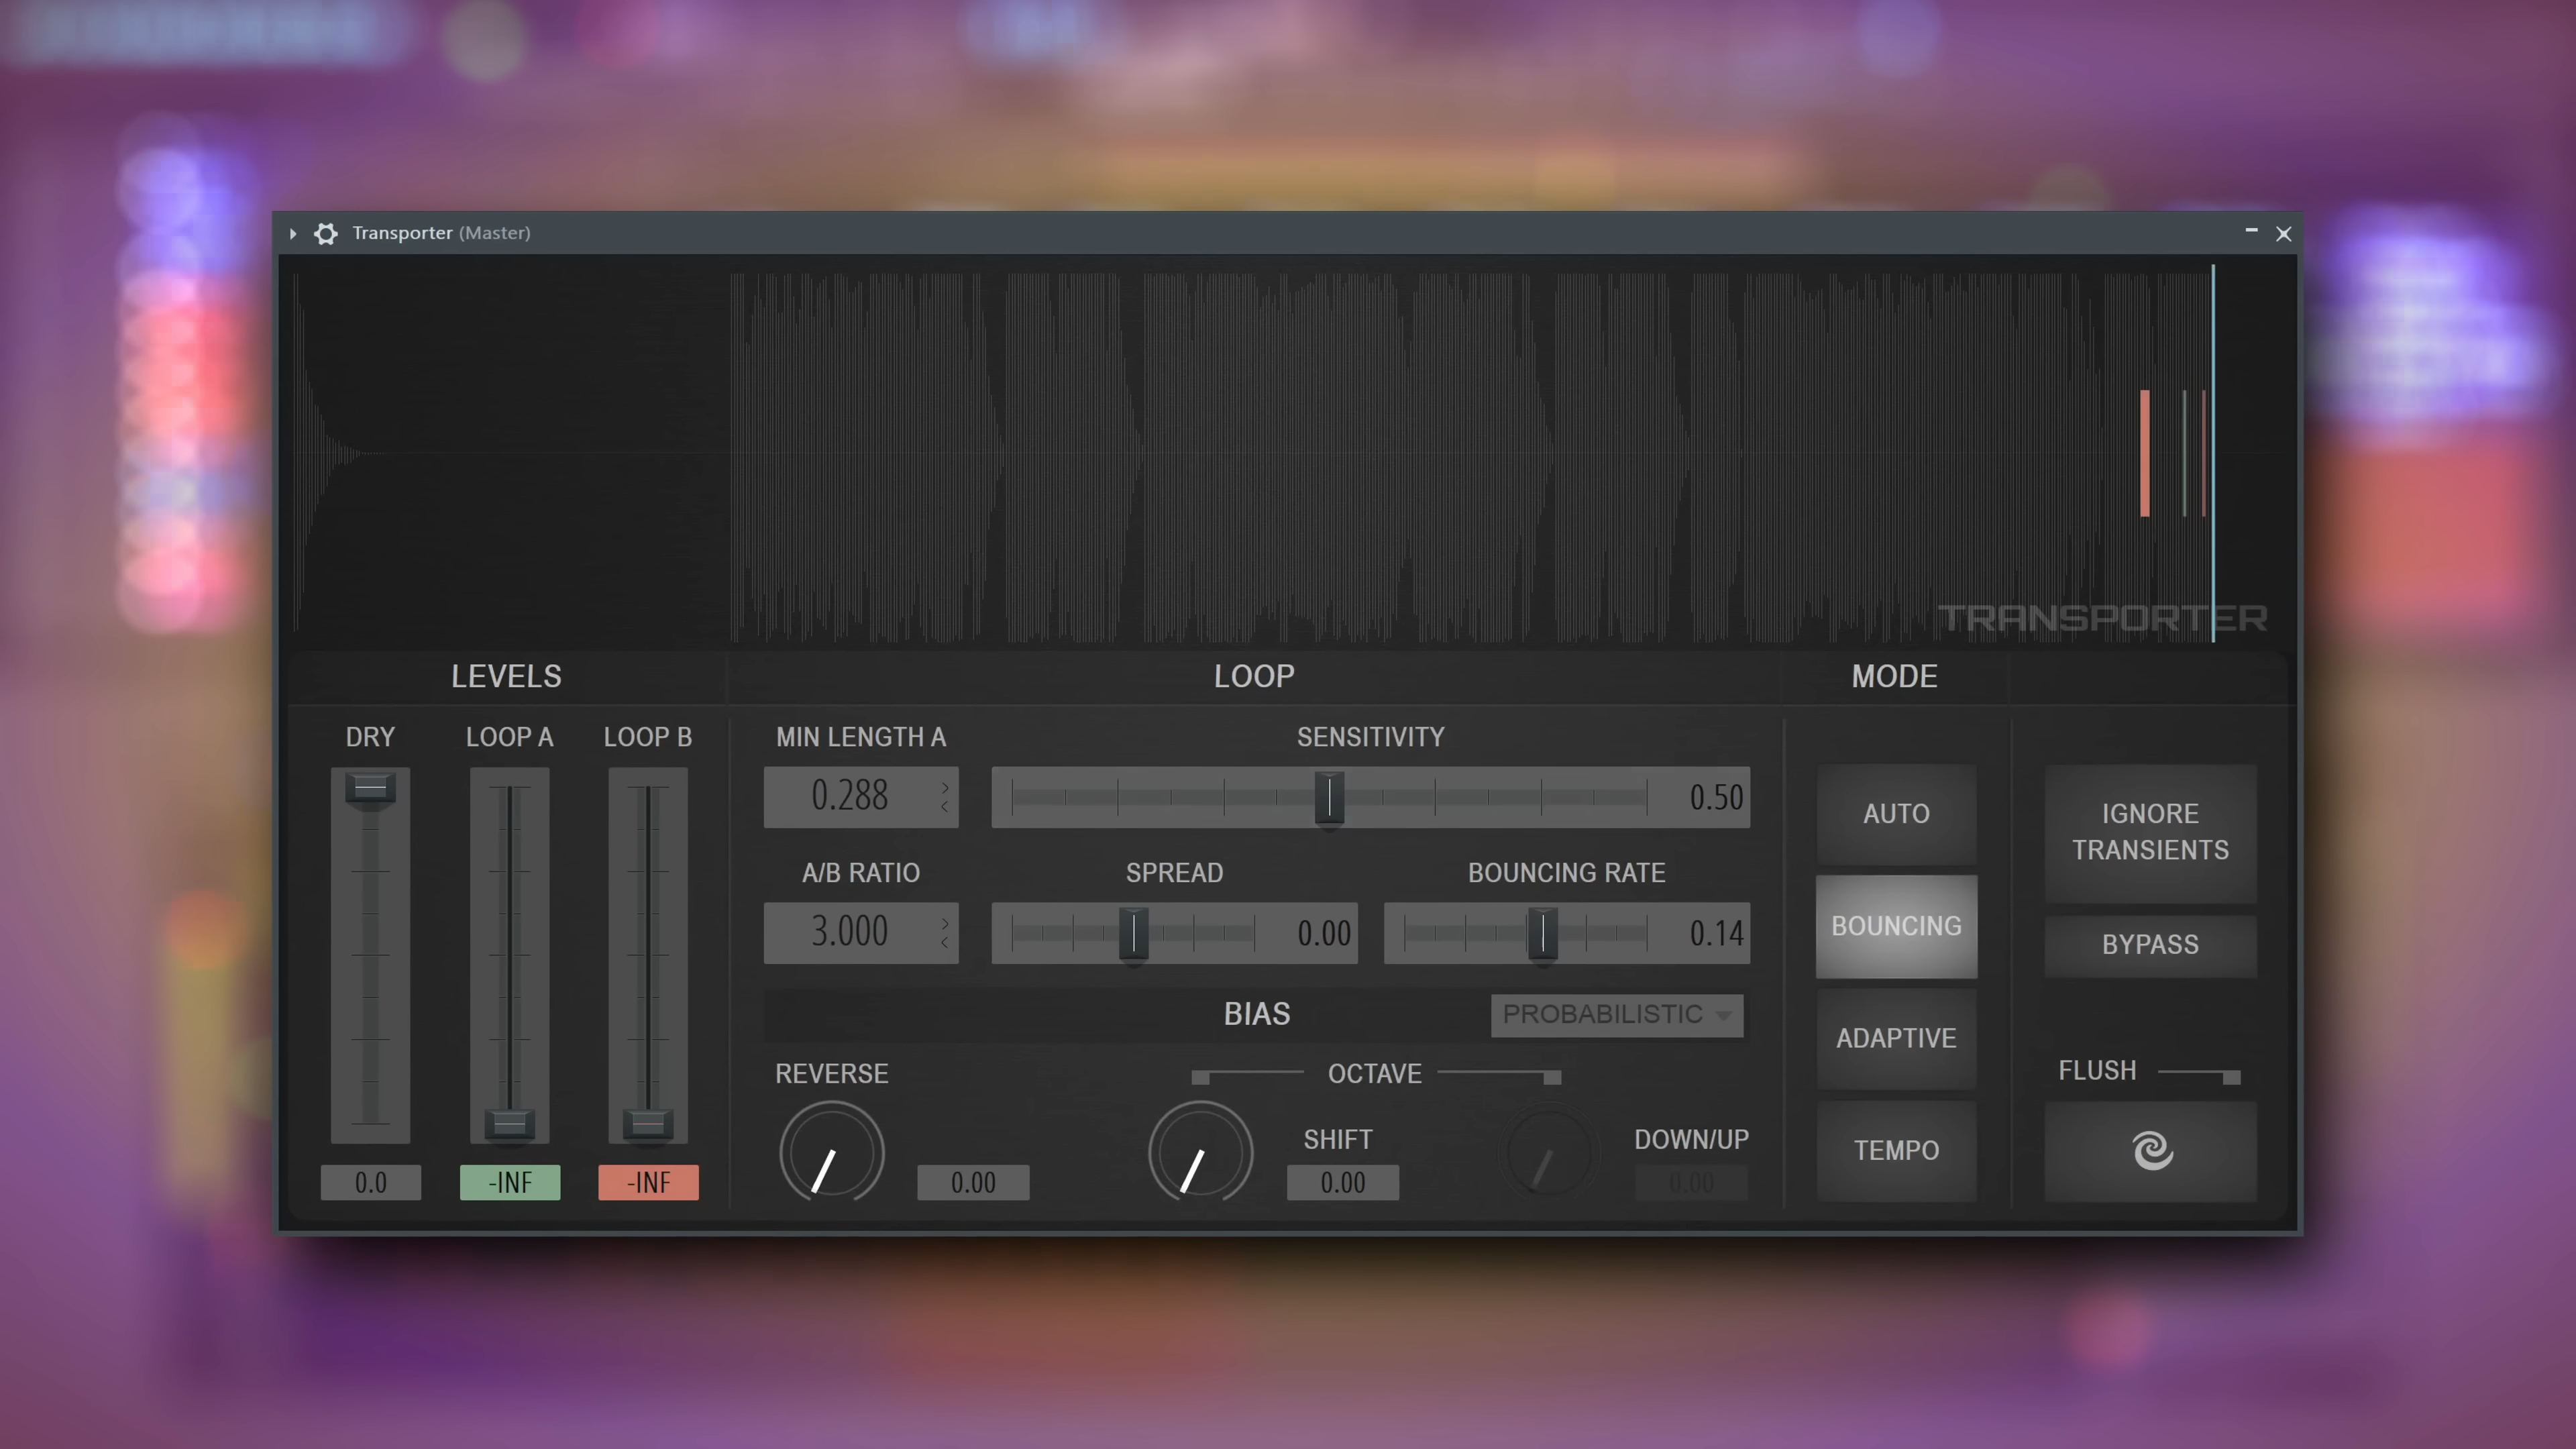 Transporter (Master)
TRANSPORTER
LEVELS
LOOP
MODE
DRY
LOOP A
LOOP B
MIN LENGTH A
SENSITIVITY
0.288
0.50
AUTO
IGNORE
TRANSIENTS
A/B RATIO
SPREAD
BOUNCING RATE
3.000
0.00
0.14
BOUNCING
BYPASS
BIAS
PROBABILISTIC
ADAPTIVE
REVERSE
OCTAVE
FLUSH
SHIFT
DOWN/UP
TEMPO
0.0
-INF
-INF
0.00
0.00
0.00